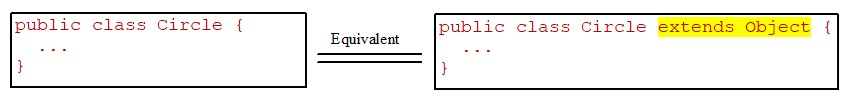 public class Circle {
  ...
}
Equivalent
public class Circle extends Object {
  ...
}